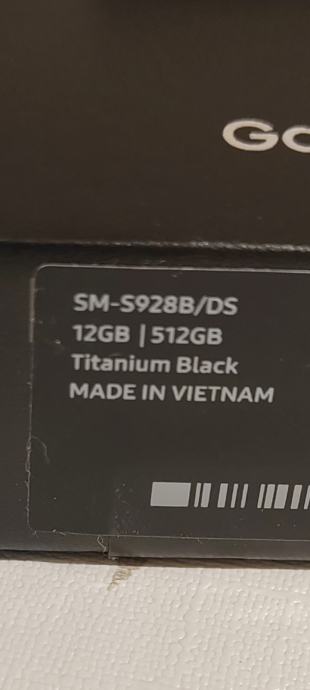 SM-S928B/DS
12GB | 512GB
Titanium Black
MADE IN VIETNAM